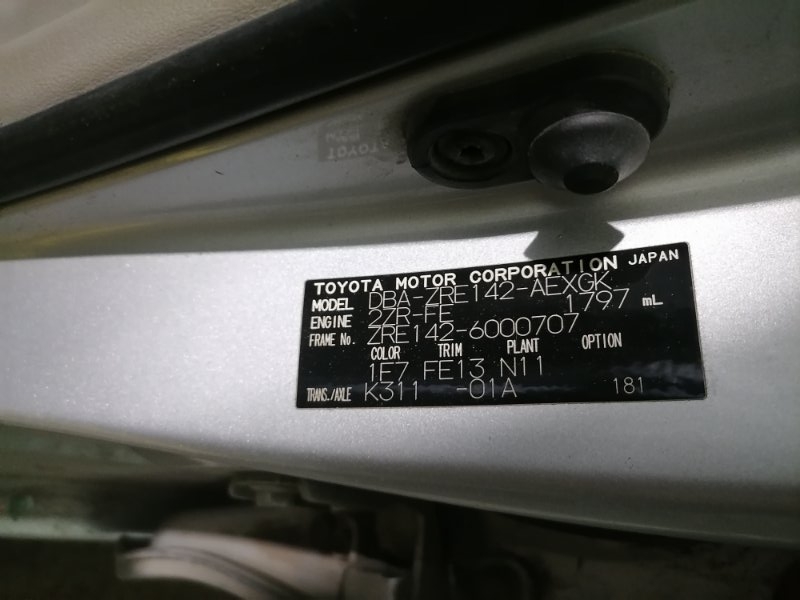 TOYOTA MOTOR CORPORATION JAPAN
MODEL DBA-ZRE142-AEXGK
ENGINE 2ZR-FE 1797 mL
FRAME No. ZRE142-6000707
COLOR TRIM PLANT OPTION
1E7 FE13 N11
TRANS./AXLE K311 -01A 181